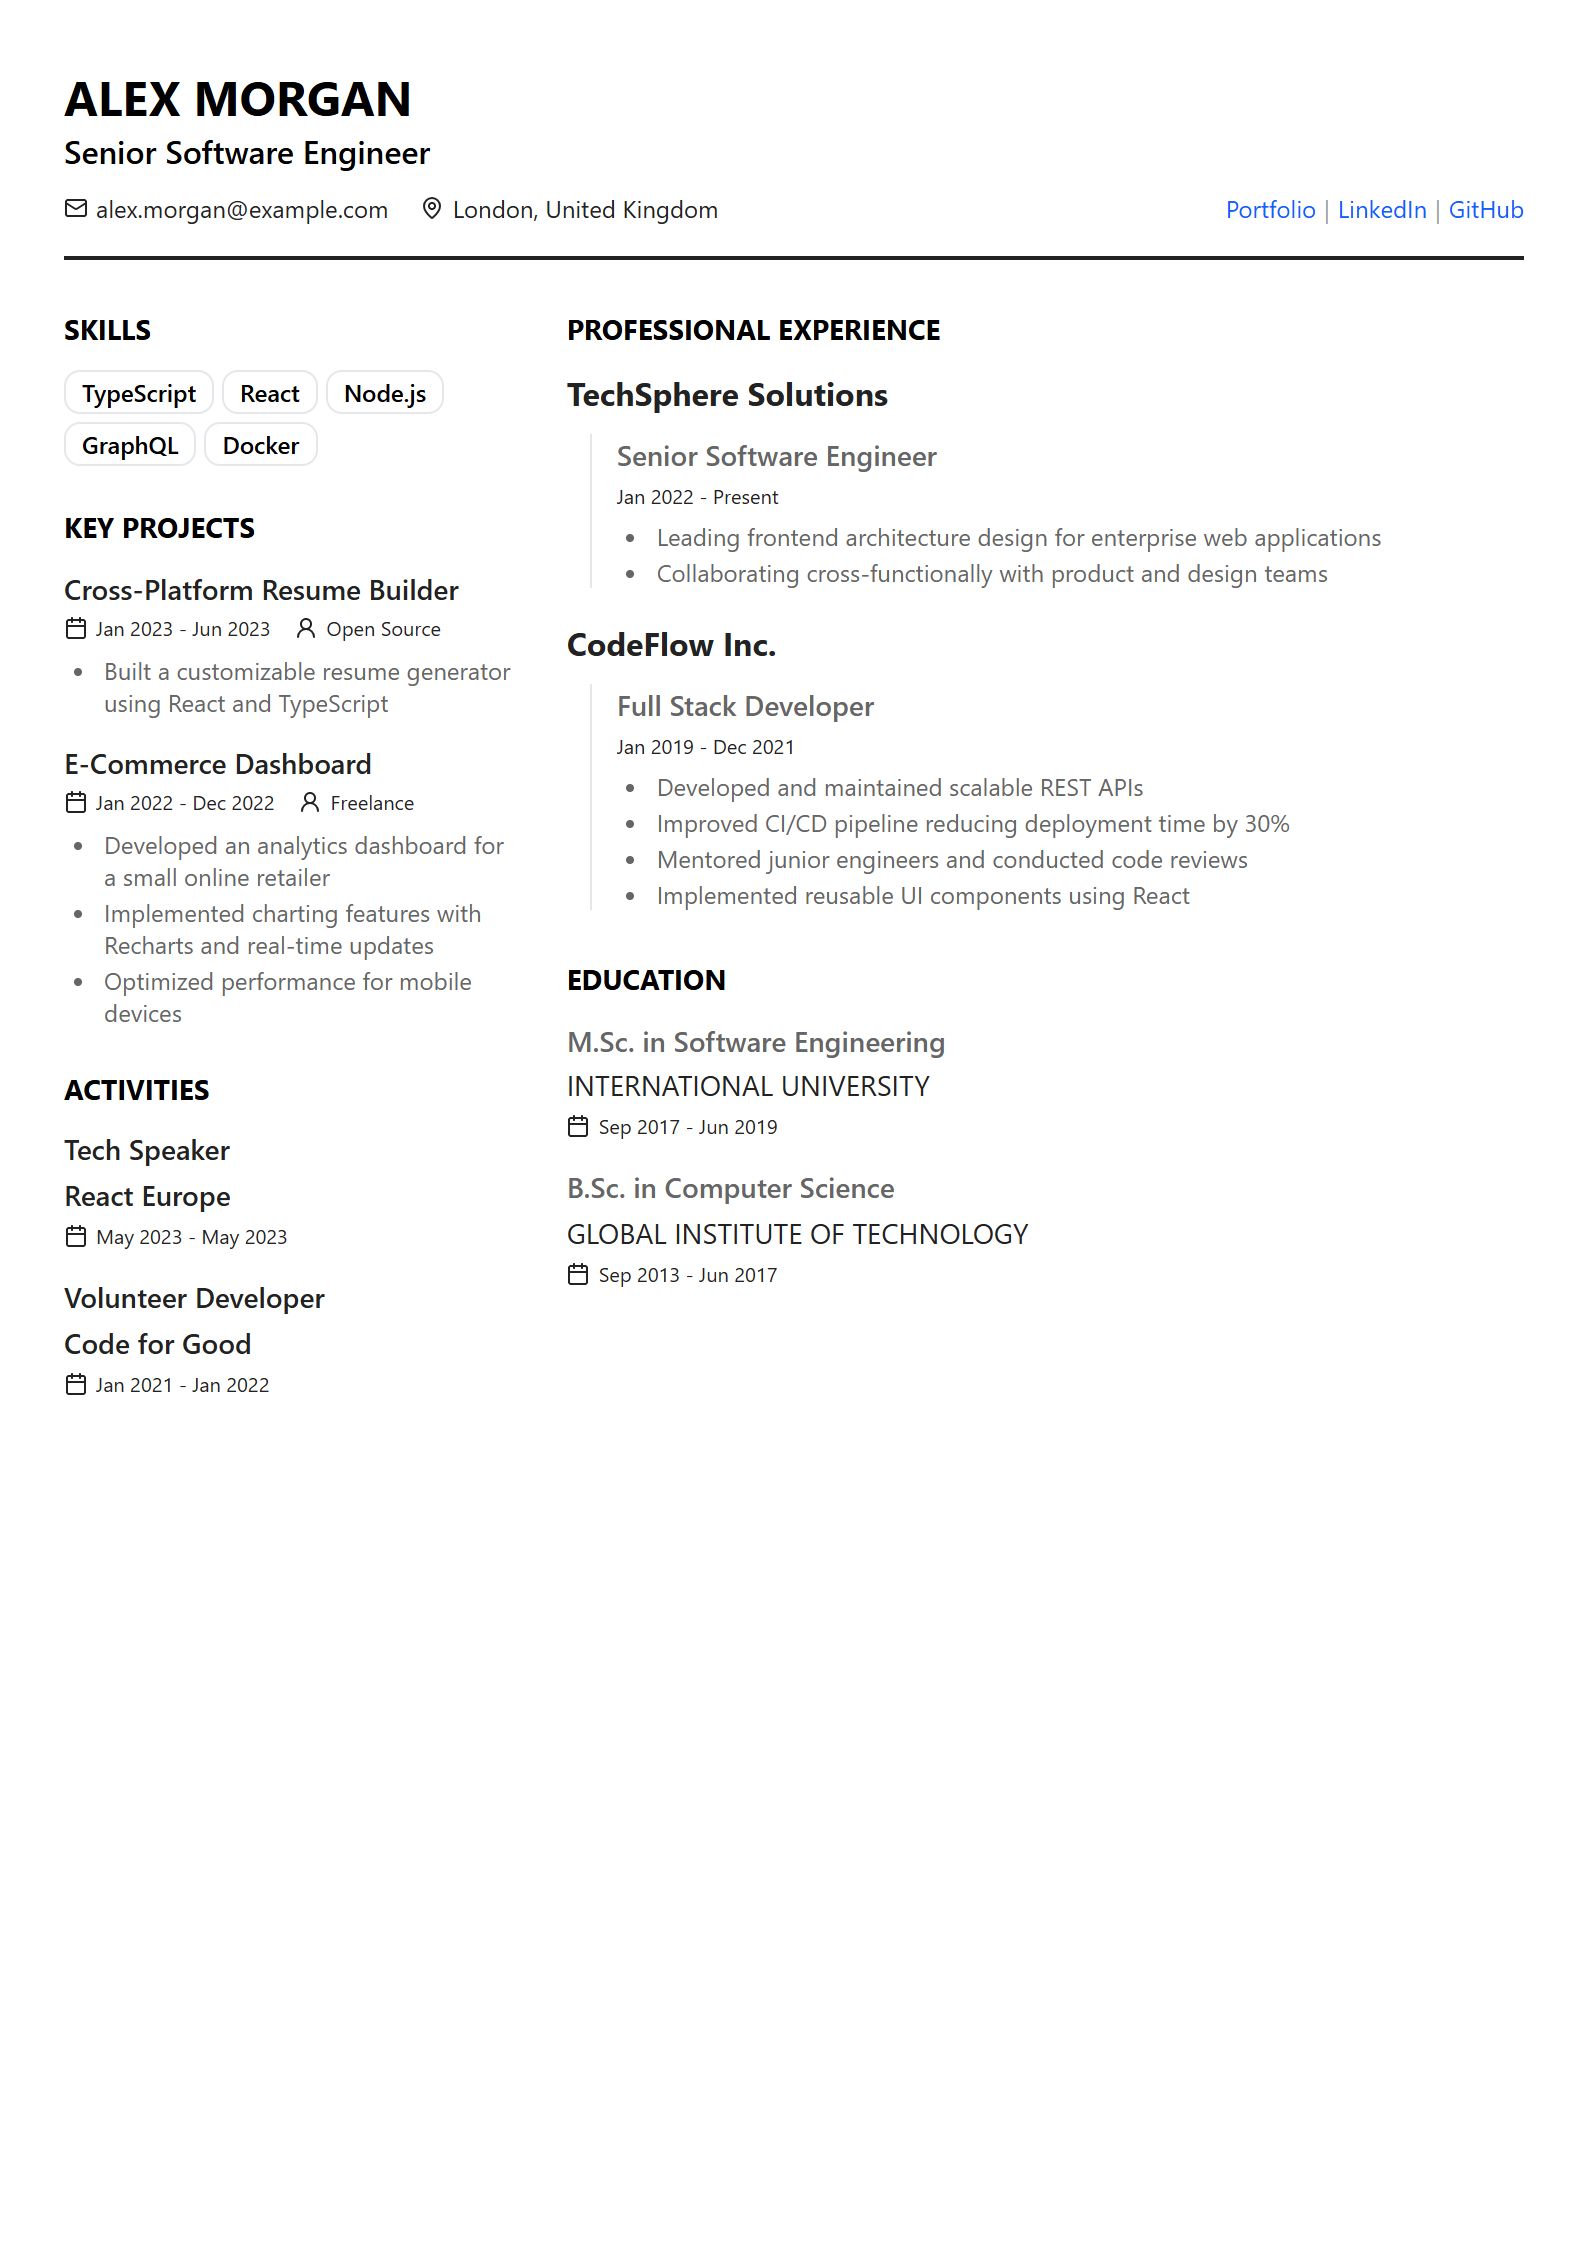 ALEX MORGAN
Senior Software Engineer
alex.morgan@example.com London, United Kingdom Portfolio | LinkedIn | GitHub
SKILLS
TypeScript React Node.js
GraphQL Docker
KEY PROJECTS
Cross-Platform Resume Builder
Jan 2023 - Jun 2023 Open Source
• Built a customizable resume generator
using React and TypeScript
E-Commerce Dashboard
Jan 2022 - Dec 2022 Freelance
• Developed an analytics dashboard for
a small online retailer
• Implemented charting features with
Recharts and real-time updates
• Optimized performance for mobile
devices
ACTIVITIES
Tech Speaker
React Europe
May 2023 - May 2023
Volunteer Developer
Code for Good
Jan 2021 - Jan 2022
PROFESSIONAL EXPERIENCE
TechSphere Solutions
Senior Software Engineer
Jan 2022 - Present
• Leading frontend architecture design for enterprise web applications
• Collaborating cross-functionally with product and design teams
CodeFlow Inc.
Full Stack Developer
Jan 2019 - Dec 2021
• Developed and maintained scalable REST APIs
• Improved CI/CD pipeline reducing deployment time by 30%
• Mentored junior engineers and conducted code reviews
• Implemented reusable UI components using React
EDUCATION
M.Sc. in Software Engineering
INTERNATIONAL UNIVERSITY
Sep 2017 - Jun 2019
B.Sc. in Computer Science
GLOBAL INSTITUTE OF TECHNOLOGY
Sep 2013 - Jun 2017